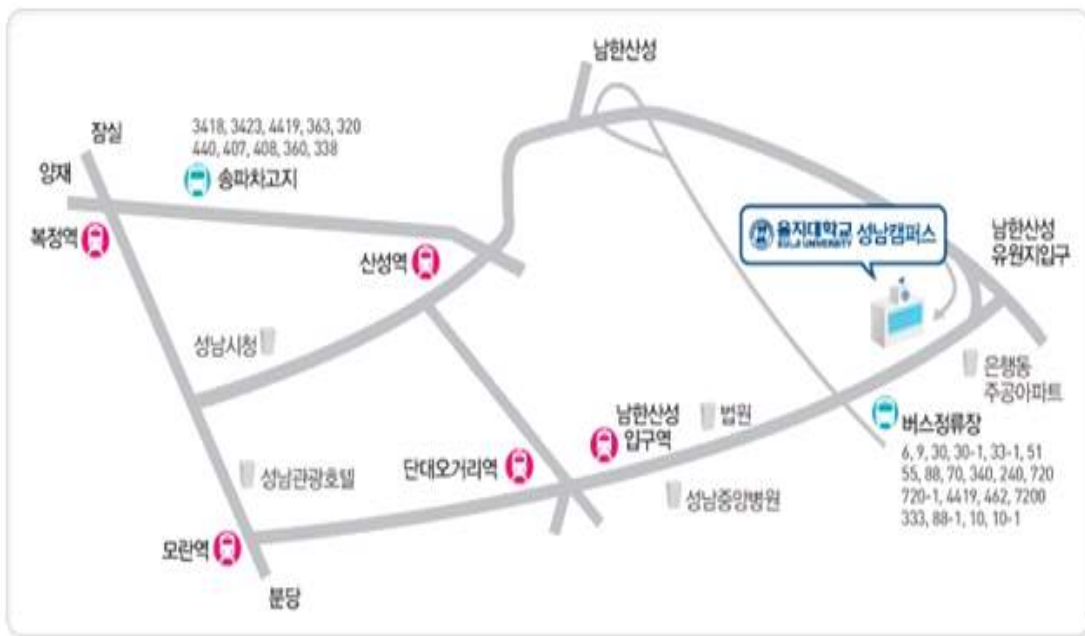 남한산성
잠실
3418, 3423, 4419, 363, 320
440, 407, 408, 360, 338
양재
송파차고지
복정역
산성역
을지대학교
EULJI UNIVERSITY
성남캠퍼스
남한산성
유원지입구
성남시청
은행동
주공아파트
남한산성
입구역
법원
버스정류장
6, 9, 30, 30-1, 33-1, 51
55, 88, 70, 340, 240, 720
720-1, 4419, 462, 7200
333, 88-1, 10, 10-1
성남관광호텔
단대오거리역
성남중앙병원
모란역
분당